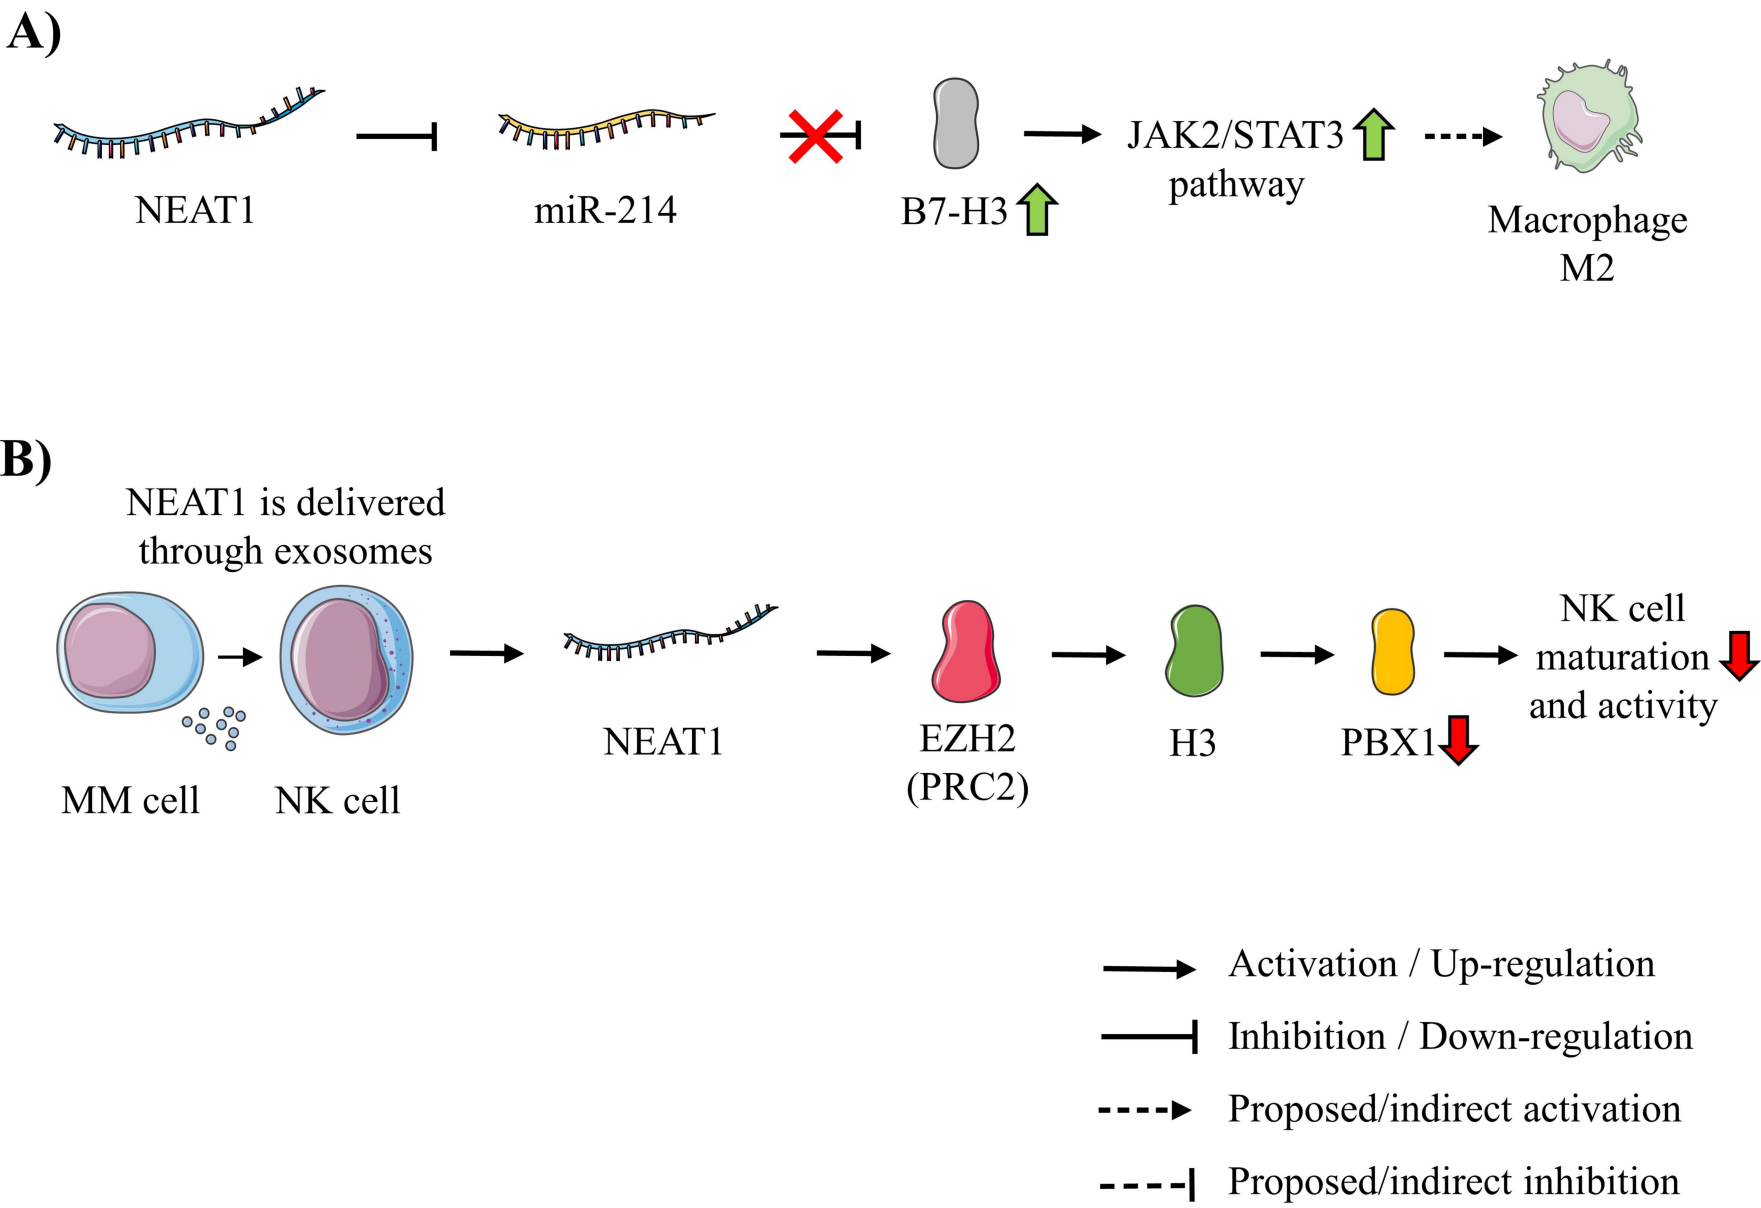 A)
NEAT1
miR-214
B7-H3
JAK2/STAT3
pathway
Macrophage
M2
B)
NEAT1 is delivered
through exosomes
MM cell
NK cell
NEAT1
EZH2
(PRC2)
H3
PBX1
NK cell
maturation
and activity
Activation / Up-regulation
Inhibition / Down-regulation
Proposed/indirect activation
Proposed/indirect inhibition